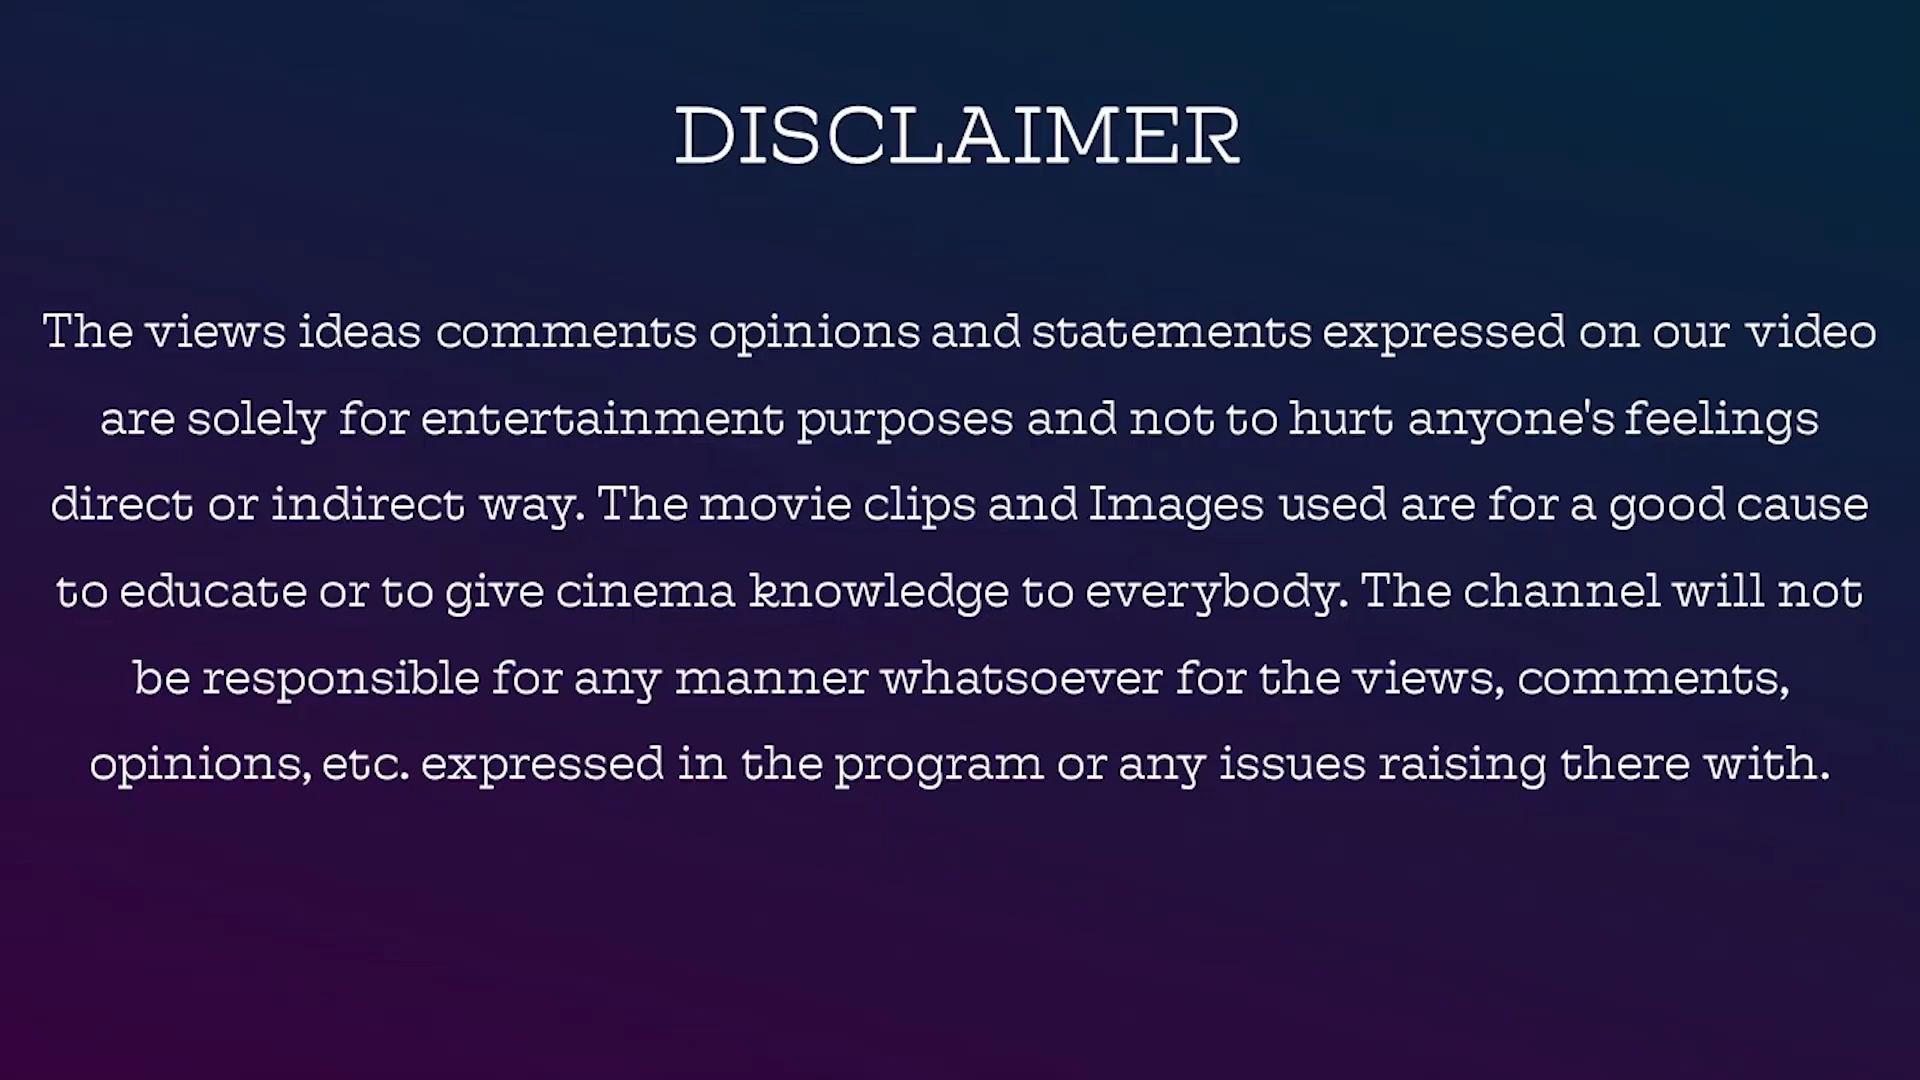 DISCLAIMER
The views ideas comments opinions and statements expressed on our video
are solely for entertainment purposes and not to hurt anyone's feelings
direct or indirect way. The movie clips and Images used are for a good cause
to educate or to give cinema knowledge to everybody. The channel will not
be responsible for any manner whatsoever for the views, comments,
opinions, etc. expressed in the program or any issues raising there with.